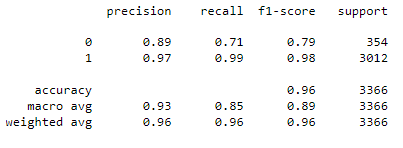 precision recall f1-score support
0 0.89 0.71 0.79 354
1 0.97 0.99 0.98 3012
accuracy 0.96 3366
macro avg 0.93 0.85 0.89 3366
weighted avg 0.96 0.96 0.96 3366